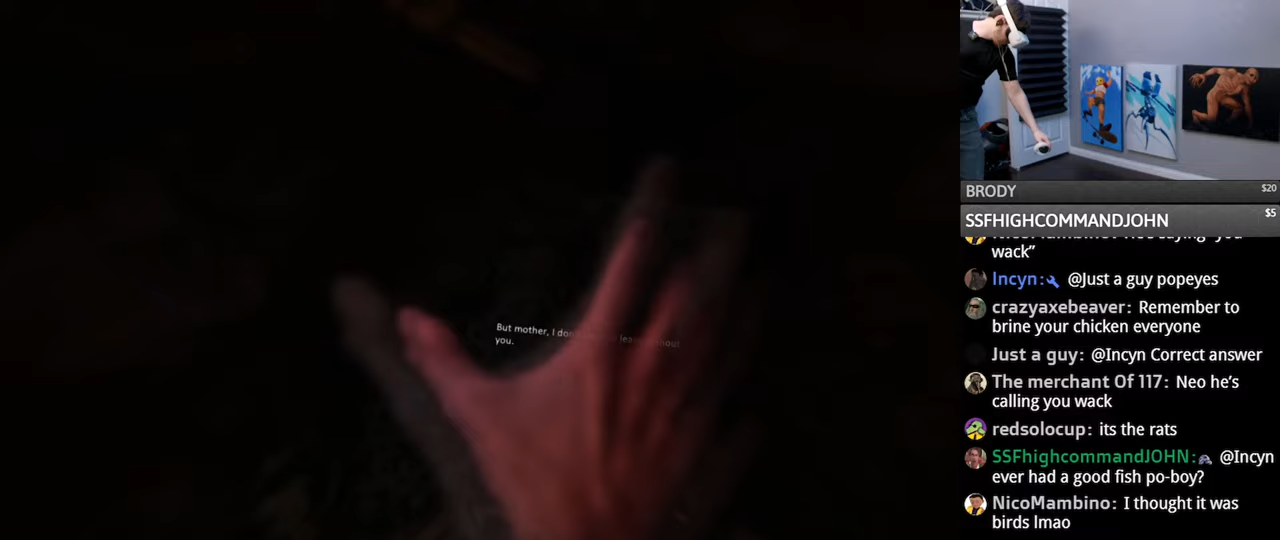 But mother, I don't
you.
BRODY
$20
SSFHIGHCOMMANDJOHN
$5
wack”
Incyn: @Just a guy popeyes
crazyaxebeaver: Remember to
brine your chicken everyone
Just a guy: @Incyn Correct answer
The merchant Of 117: Neo he's
calling you wack
redsolocup: its the rats
SSFhighcommandJOHN: @Incyn
ever had a good fish po-boy?
NicoMambino: I thought it was
birds lmao